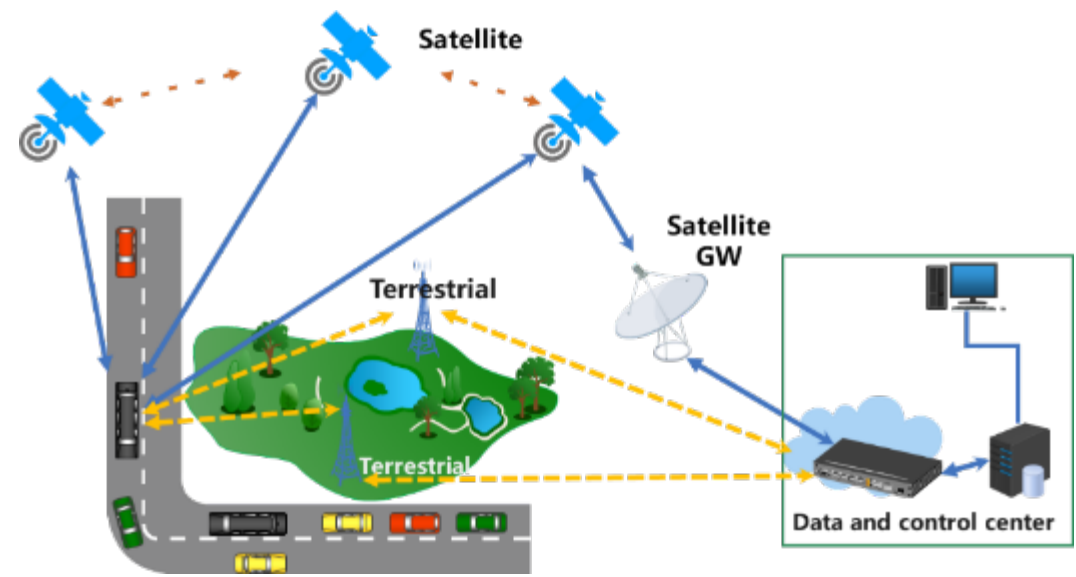 Satellite
Satellite
GW
Terrestrial
Terrestrial
Data and control center